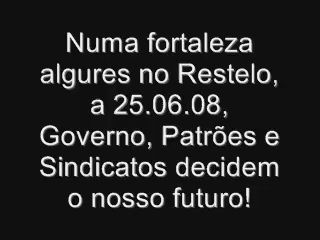 Numa fortaleza
algures no Restelo,
a 25.06.08,
Governo, Patrões e
Sindicatos decidem
o nosso futuro!